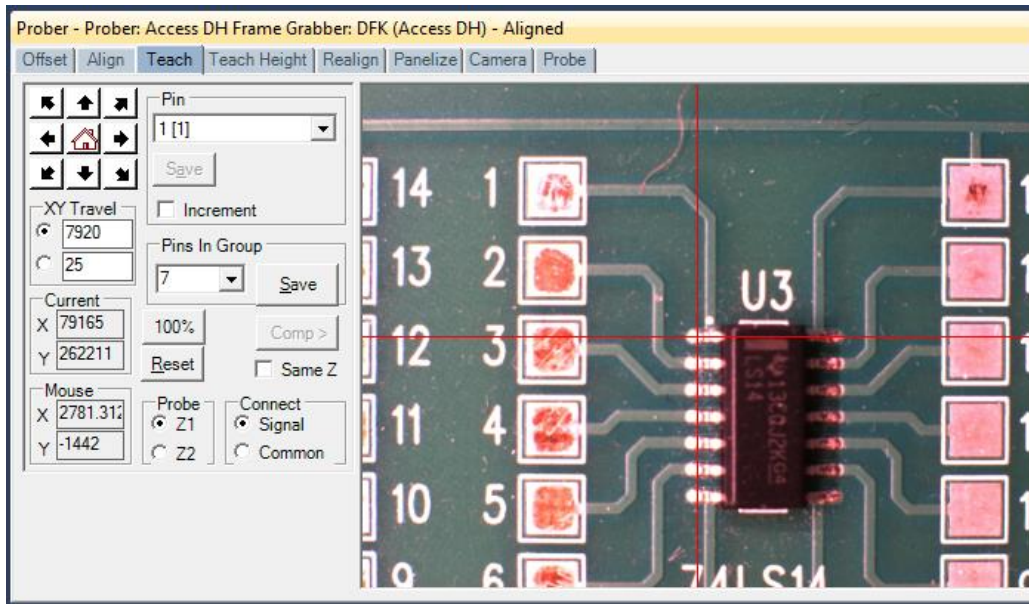 Prober - Prober: Access DH Frame Grabber: DFK (Access DH) - Aligned
Offset Align Teach Teach Height Realign Panelize Camera Probe
Pin
1 [1]
Save
Increment
XY Travel
7920
25
Pins In Group
7
Save
Current
X 79165
Y 262211
100%
Comp >
Reset
Same Z
Mouse
X 2781.312
Y -1442
Probe
Z1
Z2
Connect
Signal
Common
14 1
13 2
12 3
11 4
10 5
9 6
U3
LS14
74LS14